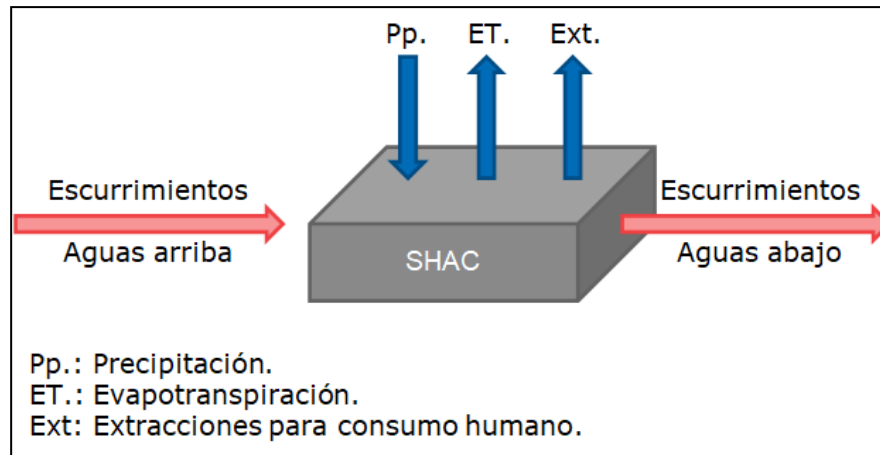 Pp. ET. Ext.
Escurrimientos
Aguas arriba
SHAC
Escurrimientos
Aguas abajo
Pp.: Precipitación.
ET.: Evapotranspiración.
Ext: Extracciones para consumo humano.